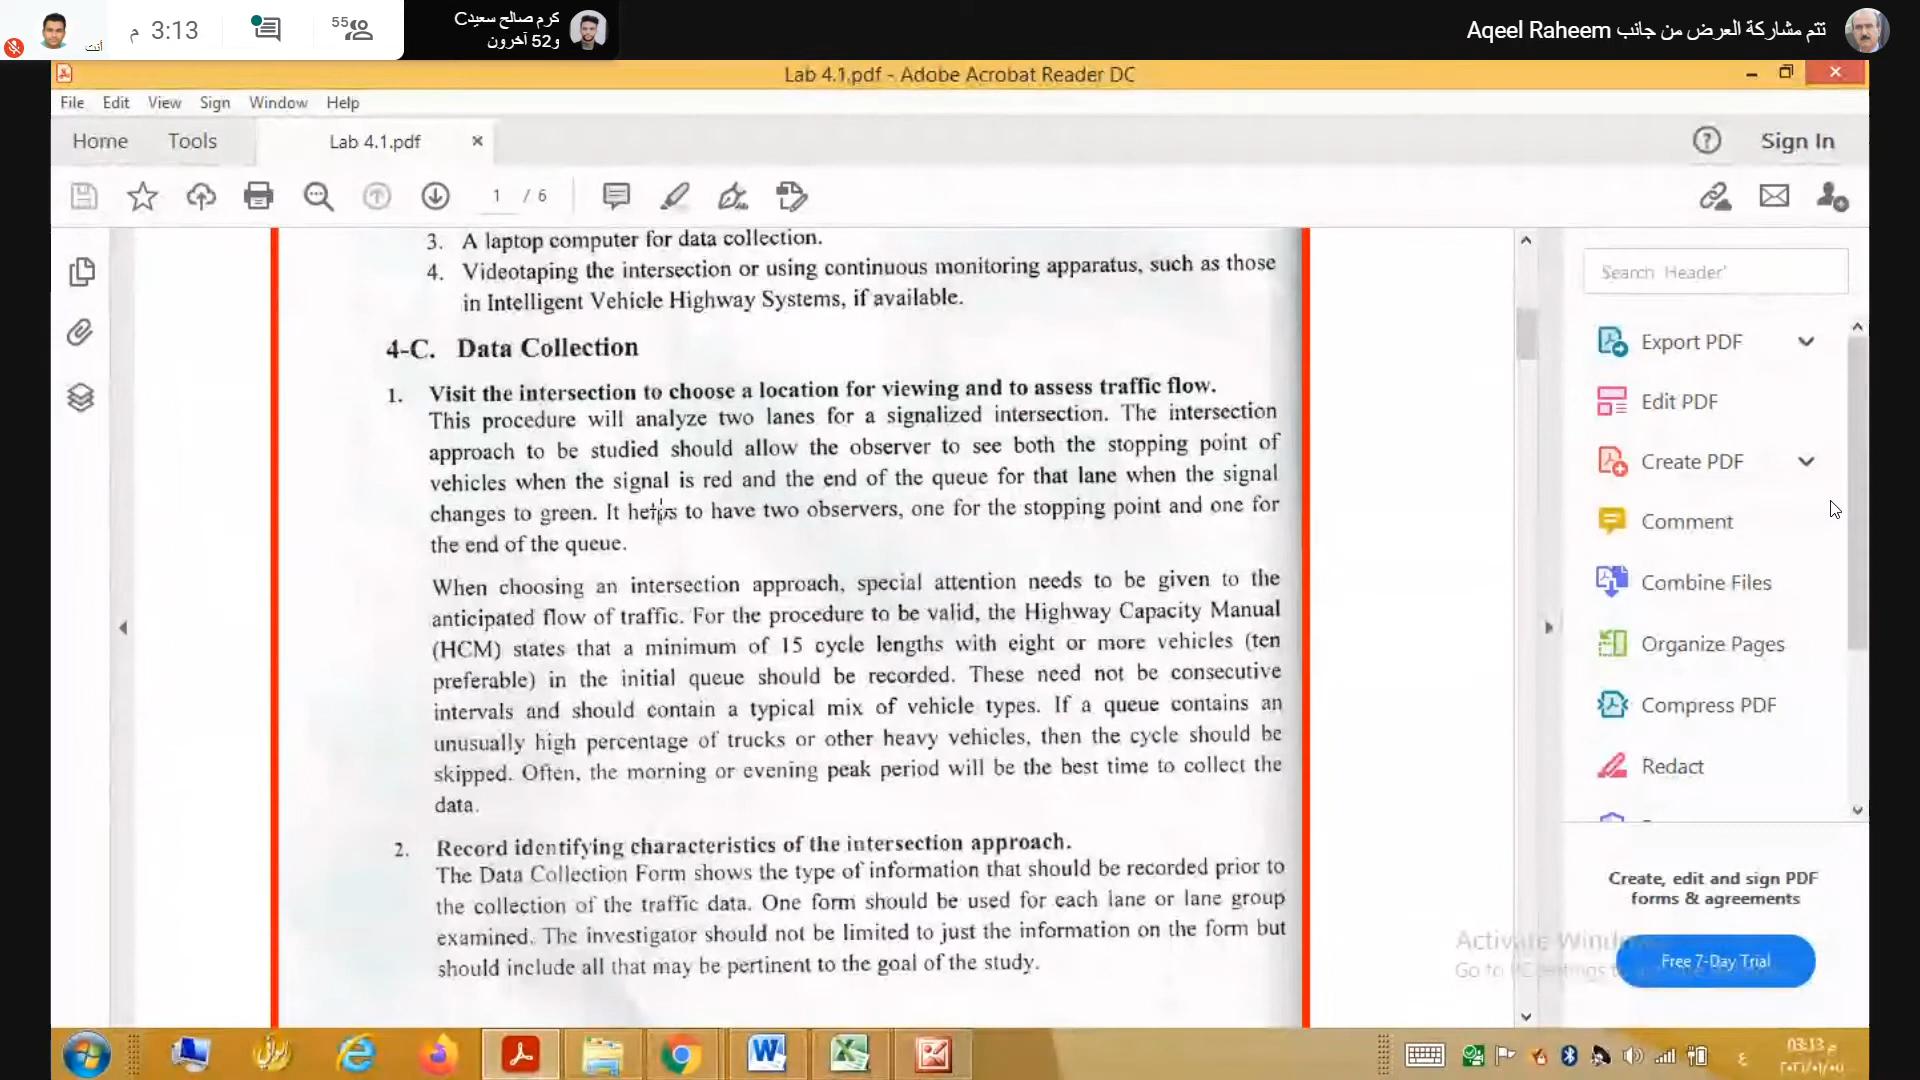 أنت
3:13 م
55
كرم صالح سعيدC
و52 آخرون
تتم مشاركة العرض من جانب Aqeel Raheem
Lab 4.1.pdf - Adobe Acrobat Reader DC
File Edit View Sign Window Help
Home Tools Lab 4.1.pdf × Sign In
1 / 6
3. A laptop computer for data collection.
4. Videotaping the intersection or using continuous monitoring apparatus, such as those
in Intelligent Vehicle Highway Systems, if available.
4-C. Data Collection
1. Visit the intersection to choose a location for viewing and to assess traffic flow.
This procedure will analyze two lanes for a signalized intersection. The intersection
approach to be studied should allow the observer to see both the stopping point of
vehicles when the signal is red and the end of the queue for that lane when the signal
changes to green. It helps to have two observers, one for the stopping point and one for
the end of the queue.
When choosing an intersection approach, special attention needs to be given to the
anticipated flow of traffic. For the procedure to be valid, the Highway Capacity Manual
(HCM) states that a minimum of 15 cycle lengths with eight or more vehicles (ten
preferable) in the initial queue should be recorded. These need not be consecutive
intervals and should contain a typical mix of vehicle types. If a queue contains an
unusually high percentage of trucks or other heavy vehicles, then the cycle should be
skipped. Often, the morning or evening peak period will be the best time to collect the
data.
2. Record identifying characteristics of the intersection approach.
The Data Collection Form shows the type of information that should be recorded prior to
the collection of the traffic data. One form should be used for each lane or lane group
examined. The investigator should not be limited to just the information on the form but
should include all that may be pertinent to the goal of the study.
Search 'Header'
Export PDF
Edit PDF
Create PDF
Comment
Combine Files
Organize Pages
Compress PDF
Redact
Create, edit and sign PDF
forms & agreements
Free 7-Day Trial
Activate Windows
Go to PC settings to
ع
03:13 م